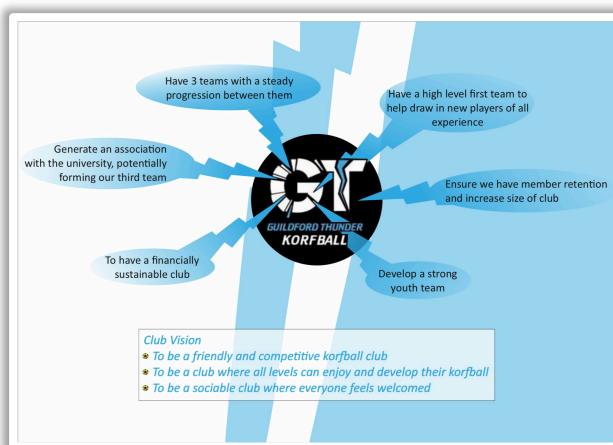 Have 3 teams with a steady
progression between them
Have a high level first team to
help draw in new players of all
experience
Generate an association
with the university, potentially
forming our third team
Ensure we have member retention
and increase size of club
GT
GUILDFORD THUNDER
KORFBALL
To have a financially
sustainable club
Develop a strong
youth team
Club Vision
To be a friendly and competitive korfball club
To be a club where all levels can enjoy and develop their korfball
To be a sociable club where everyone feels welcomed